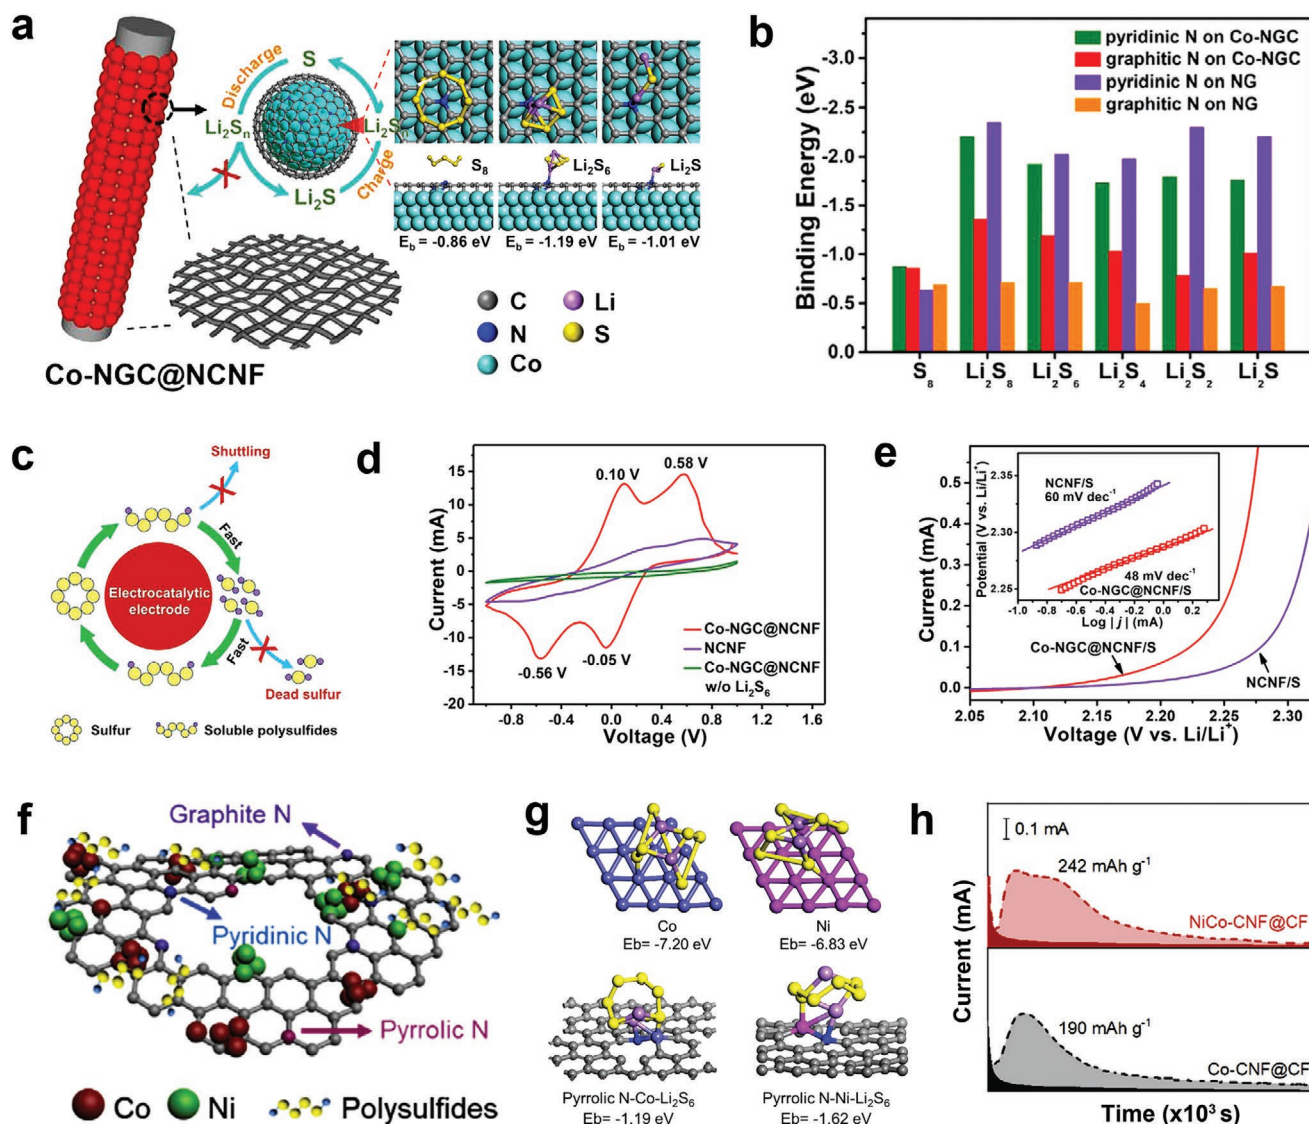 a
S
Discharge
Li₂Sₙ
Li₂Sₙ
Charge
Li₂S
S₈
Li₂S₆
Li₂S
E_b = -0.86 eV
E_b = -1.19 eV
E_b = -1.01 eV
C
Li
N
S
Co
Co-NGC@NCNF
b
Binding Energy (eV)
-3.0
-2.5
-2.0
-1.5
-1.0
-0.5
0.0
pyridinic N on Co-NGC
graphitic N on Co-NGC
pyridinic N on NG
graphitic N on NG
S₈
Li₂S₈
Li₂S₆
Li₂S₄
Li₂S₂
Li₂S
c
Shuttling
Fast
Electrocatalytic
electrode
Fast
Dead sulfur
Sulfur
Soluble polysulfides
d
Current (mA)
15
10
5
0
-5
-10
-15
-20
0.10 V
0.58 V
-0.56 V
-0.05 V
Co-NGC@NCNF
NCNF
Co-NGC@NCNF
w/o Li₂S₆
-0.8
-0.4
0.0
0.4
0.8
1.2
1.6
Voltage (V)
e
Current (mA)
0.5
0.4
0.3
0.2
0.1
0.0
Potential (V vs. Li/Li⁺)
2.35
2.30
2.25
NCNF/S
60 mV dec⁻¹
48 mV dec⁻¹
Co-NGC@NCNF/S
-1.0
-0.8
-0.6
-0.4
-0.2
0.0
0.2
Log | j | (mA)
Co-NGC@NCNF/S
NCNF/S
2.05
2.10
2.15
2.20
2.25
2.30
Voltage (V vs. Li/Li⁺)
f
Graphite N
Pyridinic N
Pyrrolic N
Co
Ni
Polysulfides
g
Co
Eb= -7.20 eV
Ni
Eb= -6.83 eV
Pyrrolic N-Co-Li₂S₆
Eb= -1.19 eV
Pyrrolic N-Ni-Li₂S₆
Eb= -1.62 eV
h
Current (mA)
0.1 mA
242 mAh g⁻¹
NiCo-CNF@CF
190 mAh g⁻¹
Co-CNF@CF
Time (x10³ s)